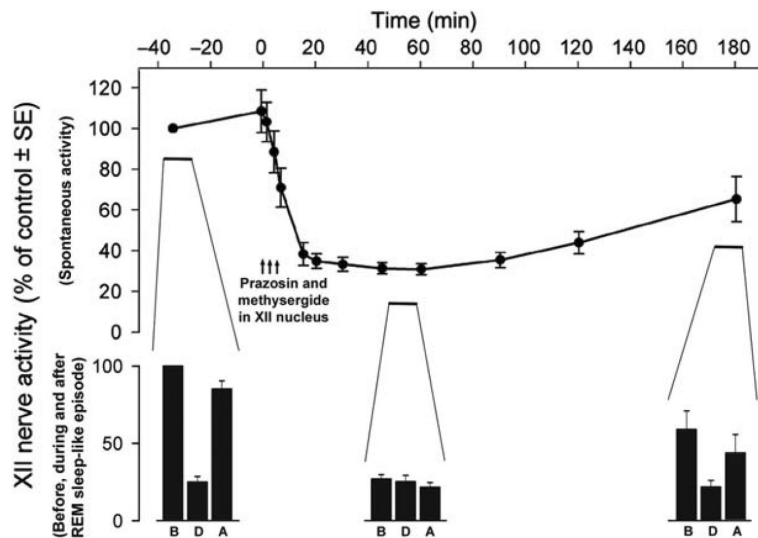 Time (min)
−40 −20 0 20 40 60 80 100 120 140 160 180
XII nerve activity (% of control ± SE)
(Spontaneous activity)
120
100
80
60
40
20
0
Prazosin and
methysergide
in XII nucleus
(Before, during and after
REM sleep-like episode)
100
50
0
B D A
B D A
B D A